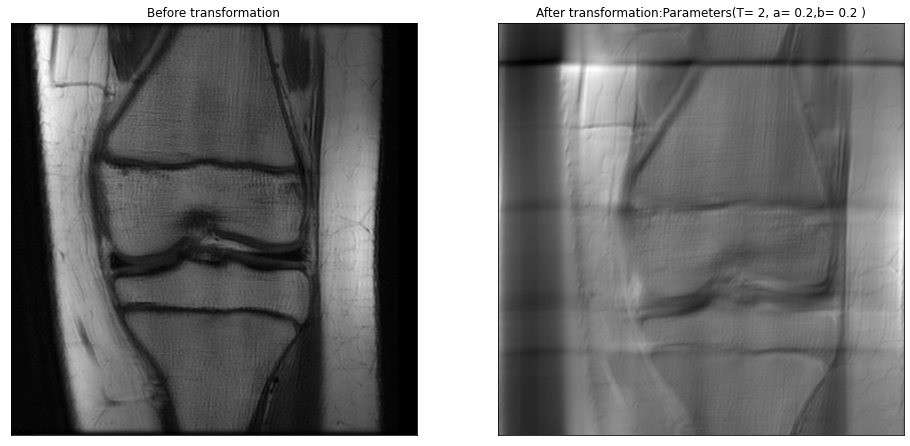 Before transformation
After transformation:Parameters(T= 2, a= 0.2,b= 0.2 )